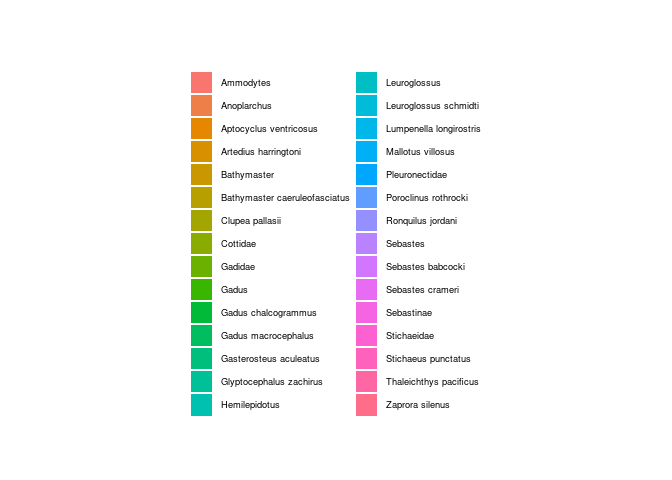 Ammodytes
Anoplarchus
Aptocyclus ventricosus
Artedius harringtoni
Bathymaster
Bathymaster caeruleofasciatus
Clupea pallasii
Cottidae
Gadidae
Gadus
Gadus chalcogrammus
Gadus macrocephalus
Gasterosteus aculeatus
Glyptocephalus zachirus
Hemilepidotus
Leuroglossus
Leuroglossus schmidti
Lumpenella longirostris
Mallotus villosus
Pleuronectidae
Poroclinus rothrocki
Ronquilus jordani
Sebastes
Sebastes babcocki
Sebastes crameri
Sebastinae
Stichaeidae
Stichaeus punctatus
Thaleichthys pacificus
Zaprora silenus